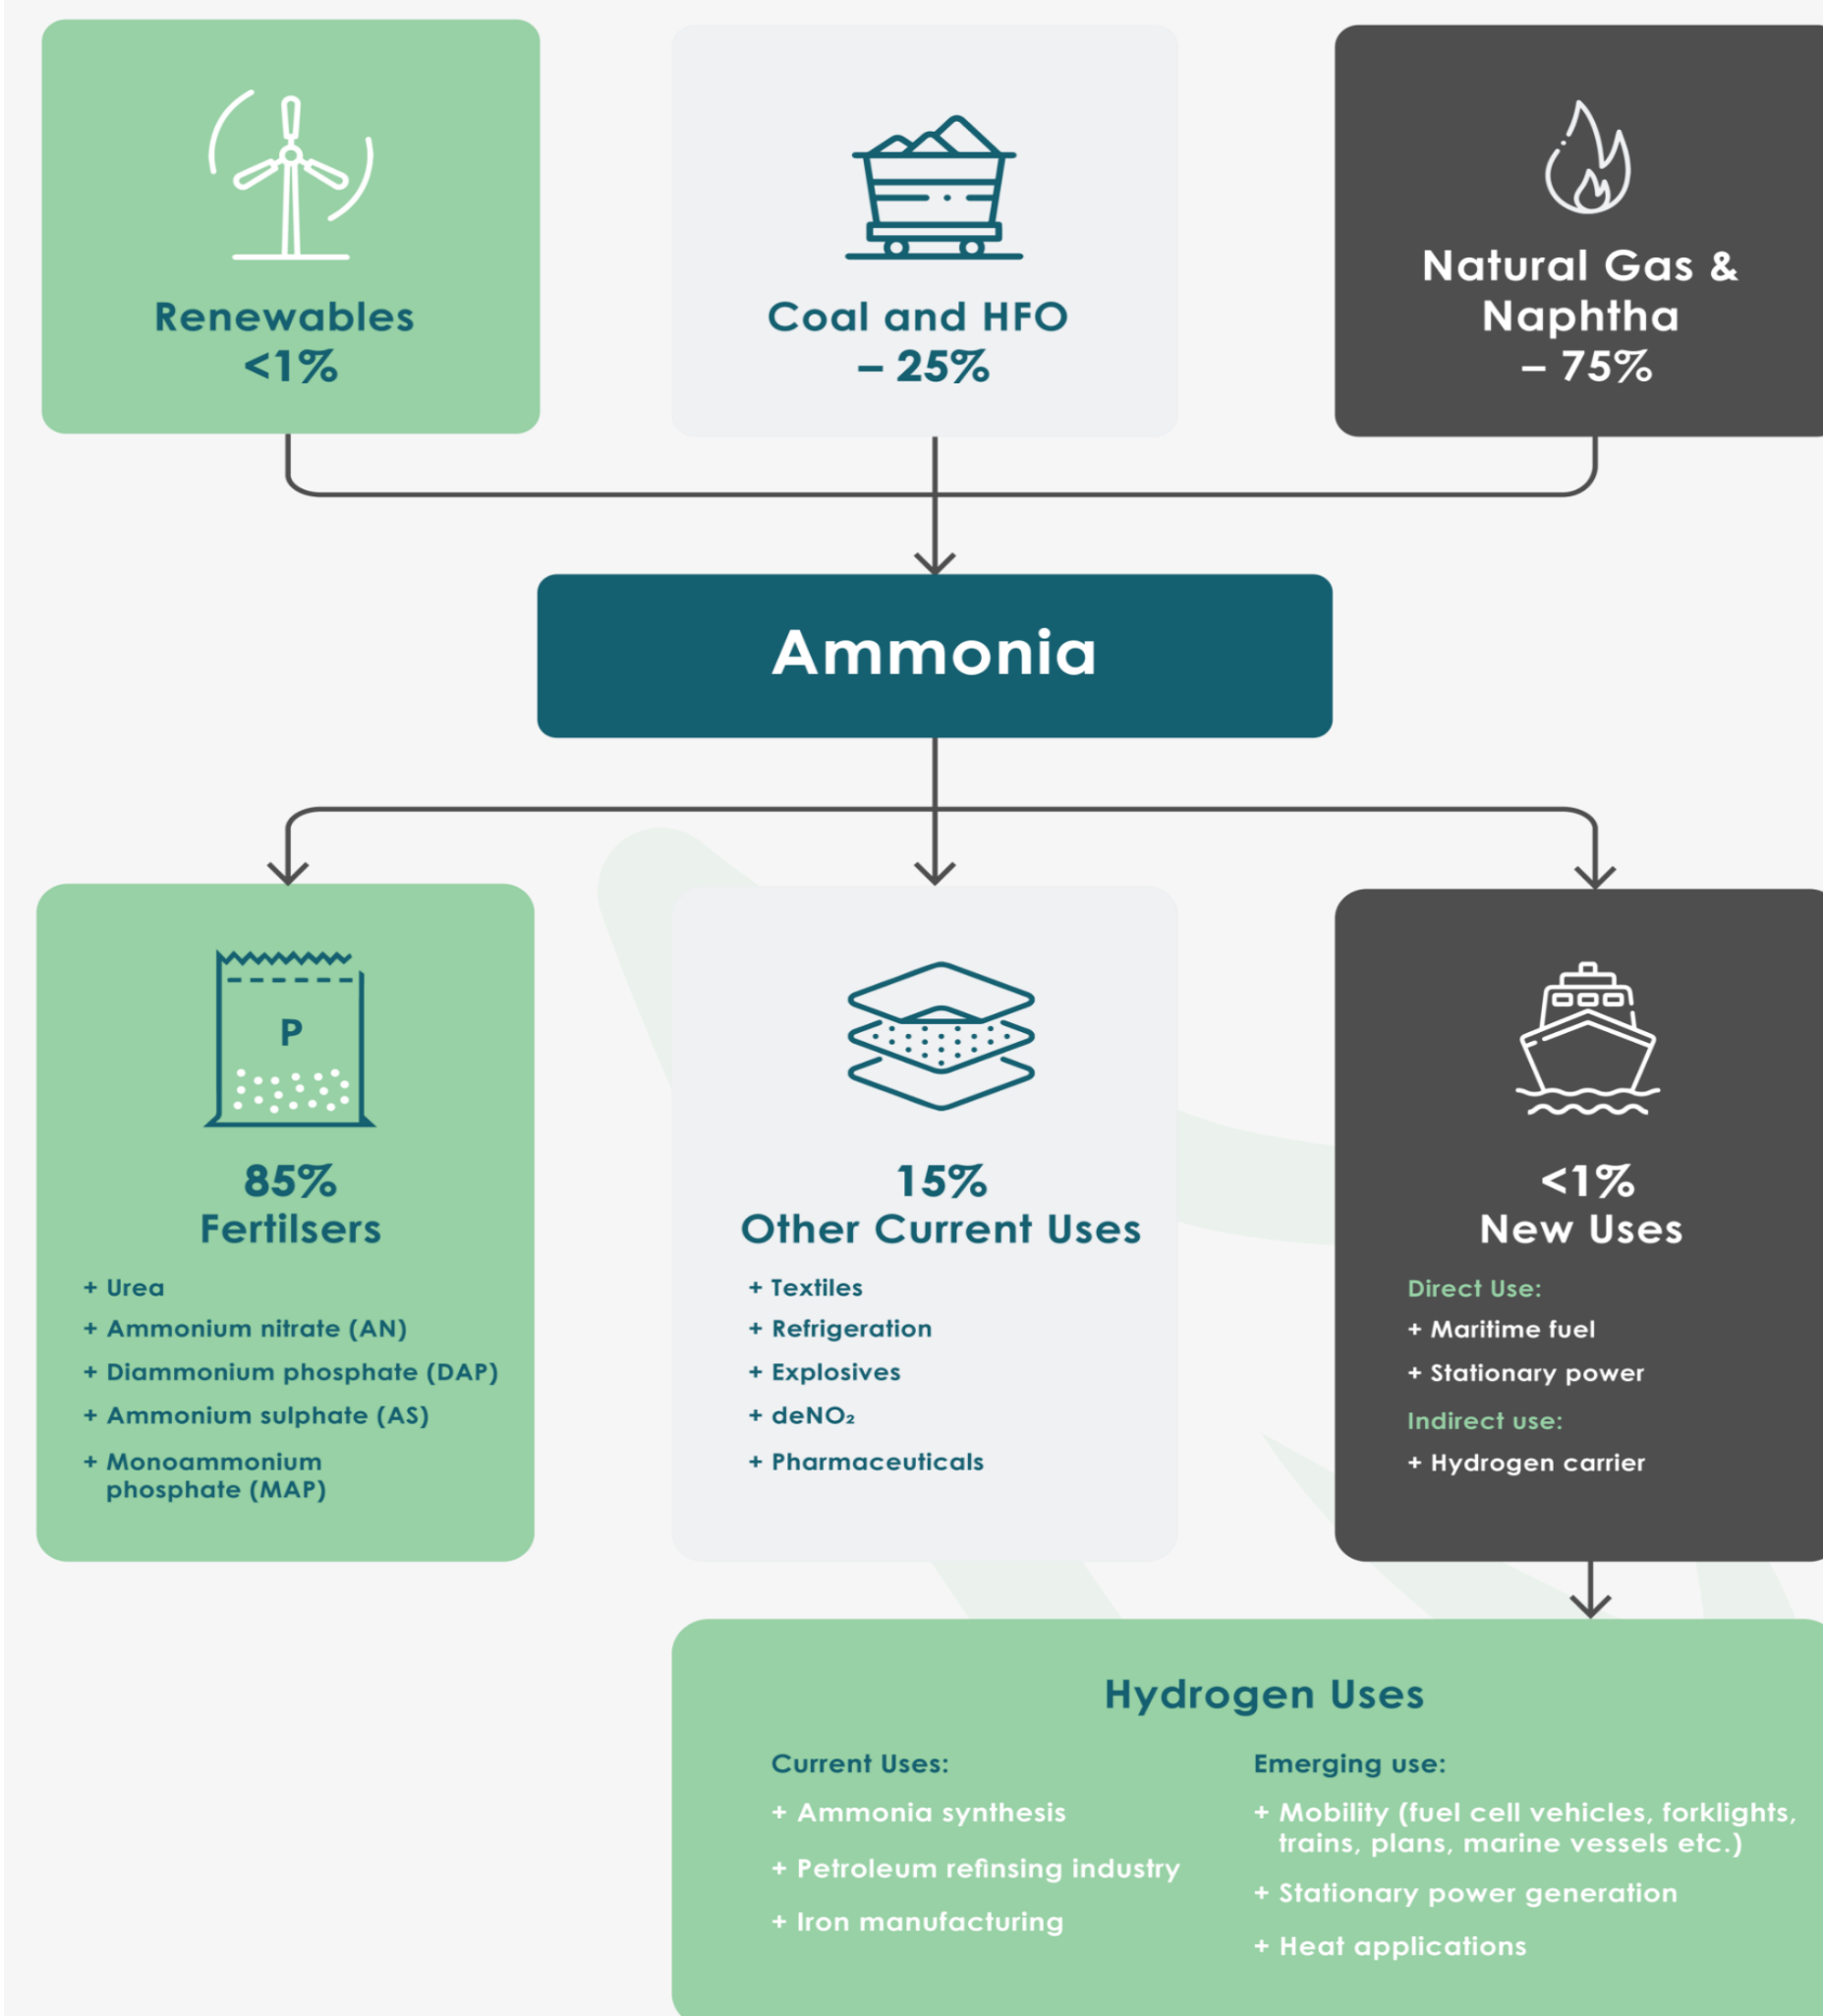 Renewables
<1%
Coal and HFO
– 25%
Natural Gas &
Naphtha
– 75%
Ammonia
P
85%
Fertilsers
+ Urea
+ Ammonium nitrate (AN)
+ Diammonium phosphate (DAP)
+ Ammonium sulphate (AS)
+ Monoammonium
phosphate (MAP)
15%
Other Current Uses
+ Textiles
+ Refrigeration
+ Explosives
+ deNO₂
+ Pharmaceuticals
<1%
New Uses
Direct Use:
+ Maritime fuel
+ Stationary power
Indirect use:
+ Hydrogen carrier
Hydrogen Uses
Current Uses:
+ Ammonia synthesis
+ Petroleum refinsing industry
+ Iron manufacturing
Emerging use:
+ Mobility (fuel cell vehicles, forklights,
trains, plans, marine vessels etc.)
+ Stationary power generation
+ Heat applications